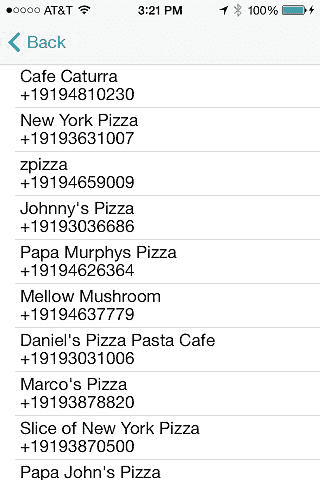 AT&T 3:21 PM 100%
Back
Cafe Caturra
+19194810230
New York Pizza
+19193631007
zpizza
+19194659009
Johnny's Pizza
+19193036686
Papa Murphys Pizza
+19194626364
Mellow Mushroom
+19194637779
Daniel's Pizza Pasta Cafe
+19193031006
Marco's Pizza
+19193878820
Slice of New York Pizza
+19193870500
Papa John's Pizza